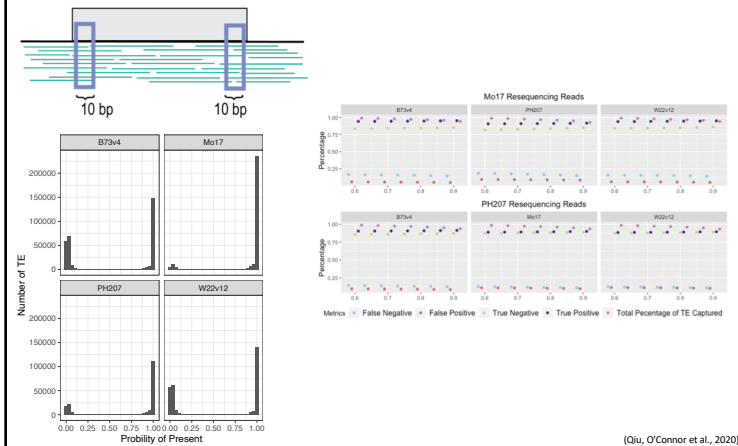 10 bp 10 bp
B73v4 Mo17
200000
150000
100000
50000
0
PH207 W22v12
200000
150000
100000
50000
0
0.00 0.25 0.50 0.75 1.00 0.00 0.25 0.50 0.75 1.00
Number of TE
Probility of Present
Mo17 Resequencing Reads
B73v4 PH207 W22v12
1.00
0.75
0.50
0.25
Percentage
0.6 0.7 0.8 0.9 0.6 0.7 0.8 0.9 0.6 0.7 0.8 0.9
PH207 Resequencing Reads
B73v4 Mo17 W22v12
1.00
0.75
0.50
0.25
Percentage
0.6 0.7 0.8 0.9 0.6 0.7 0.8 0.9 0.6 0.7 0.8 0.9
Metrics False Negative False Positive True Negative True Positive Total Pecentage of TE Captured
(Qiu, O'Connor et al., 2020)